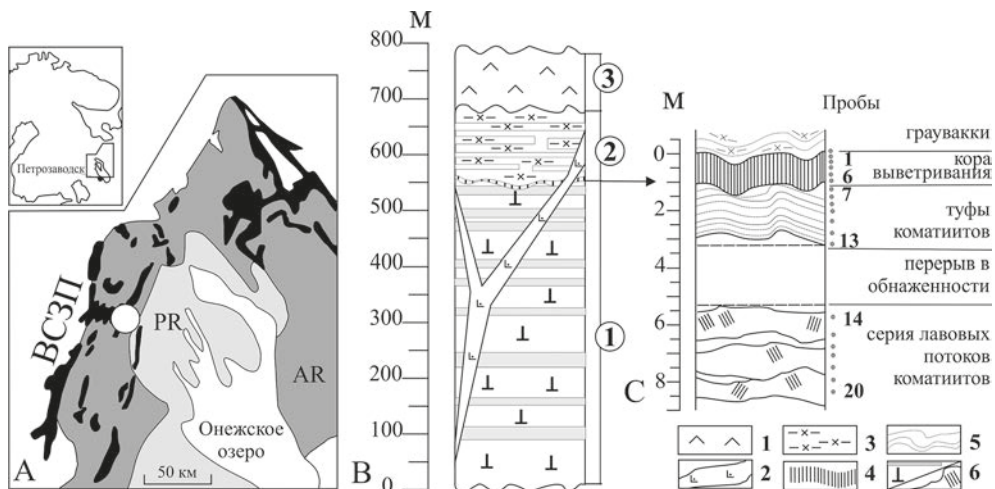 Петрозаводск
ВСЗП
PR
AR
Онежское
озеро
50 км
A
М
800
700
600
500
400
300
200
100
0
3
2
1
B
М
Пробы
0
2
4
6
8
граувакки
1
кора
6
выветривания
7
туфы
13
коматиитов
перерыв в
обнаженности
14
серия лавовых
потоков
20
коматиитов
C
1
3
5
2
4
6